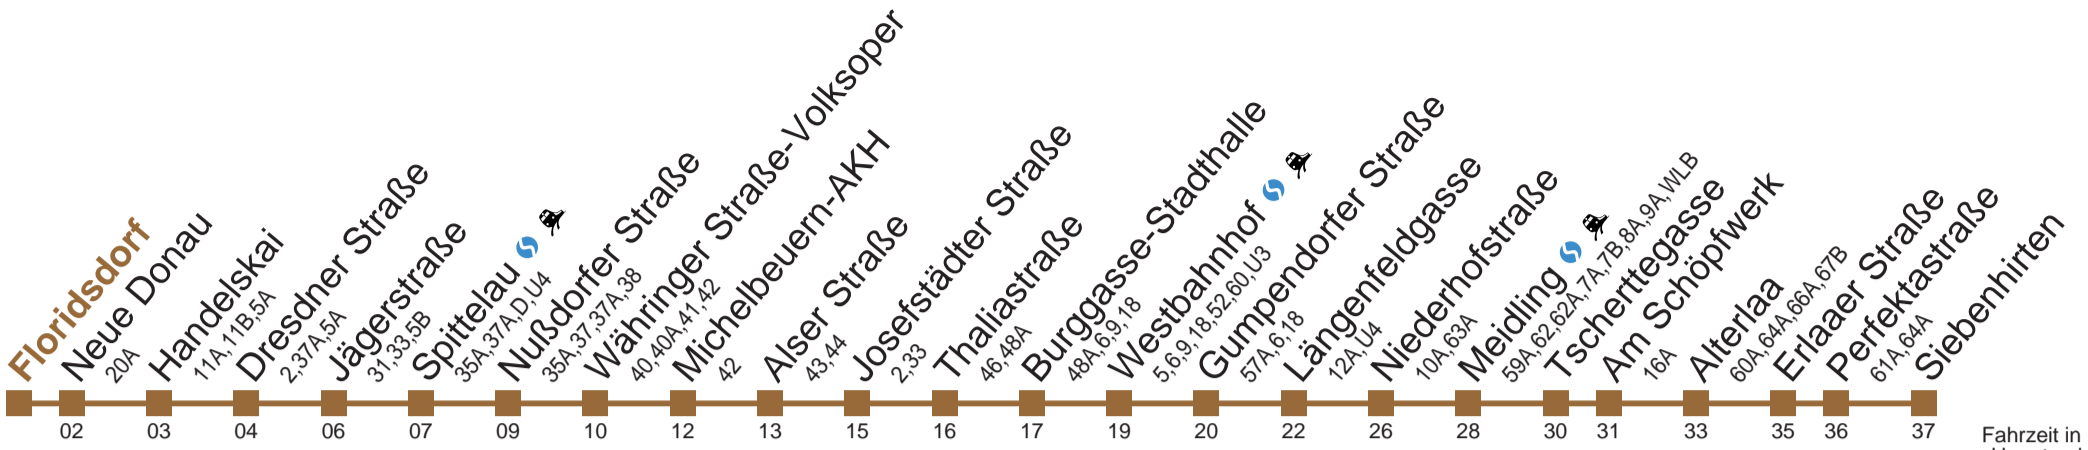 Floridsdorf
Neue Donau
20A
Handelskai
11A,11B,5A
Dresdner Straße
2,37A,5A
Jägerstraße
31,33,5B
Spittelau
35A,37A,D,U4
Nußdorfer Straße
35A,37,37A,38
Währinger Straße-Volksoper
40,40A,41,42
Michelbeuern-AKH
42
Alser Straße
43,44
Josefstädter Straße
2,33
Thaliastraße
46,48A
Burggasse-Stadthalle
48A,6,9,18
Westbahnhof
5,6,9,18,52,60,U3
Gumpendorfer Straße
57A,6,18
Längenfeldgasse
12A,U4
Niederhofstraße
10A,63A
Meidling
59A,62,62A,7A,7B,8A,9A,WLB
Tscherttegasse
Am Schöpfwerk
16A
Alterlaa
60A,64A,66A,67B
Erlaaer Straße
Perfektastraße
61A,64A
Siebenhirten
02 03 04 06 07 09 10 12 13 15 16 17 19 20 22 26 28 30 31 33 35 36 37
Fahrzeit in